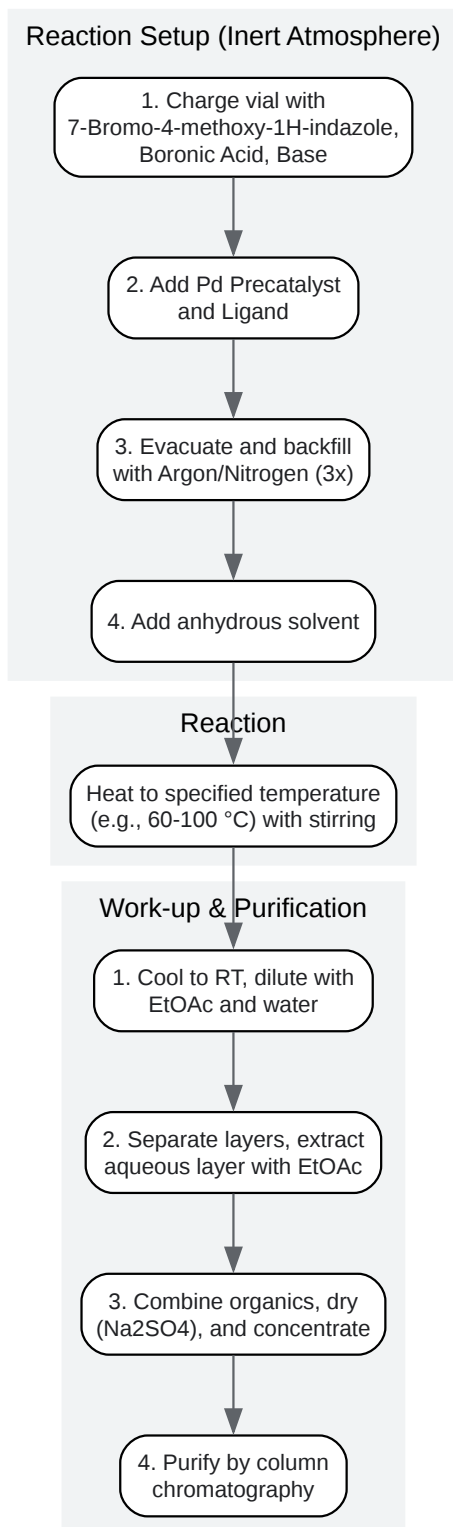 Reaction Setup (Inert Atmosphere)
1. Charge vial with
7-Bromo-4-methoxy-1H-indazole,
Boronic Acid, Base
2. Add Pd Precatalyst
and Ligand
3. Evacuate and backfill
with Argon/Nitrogen (3x)
4. Add anhydrous solvent
Reaction
Heat to specified temperature
(e.g., 60-100 °C) with stirring
Work-up & Purification
1. Cool to RT, dilute with
EtOAc and water
2. Separate layers, extract
aqueous layer with EtOAc
3. Combine organics, dry
(Na2SO4), and concentrate
4. Purify by column
chromatography